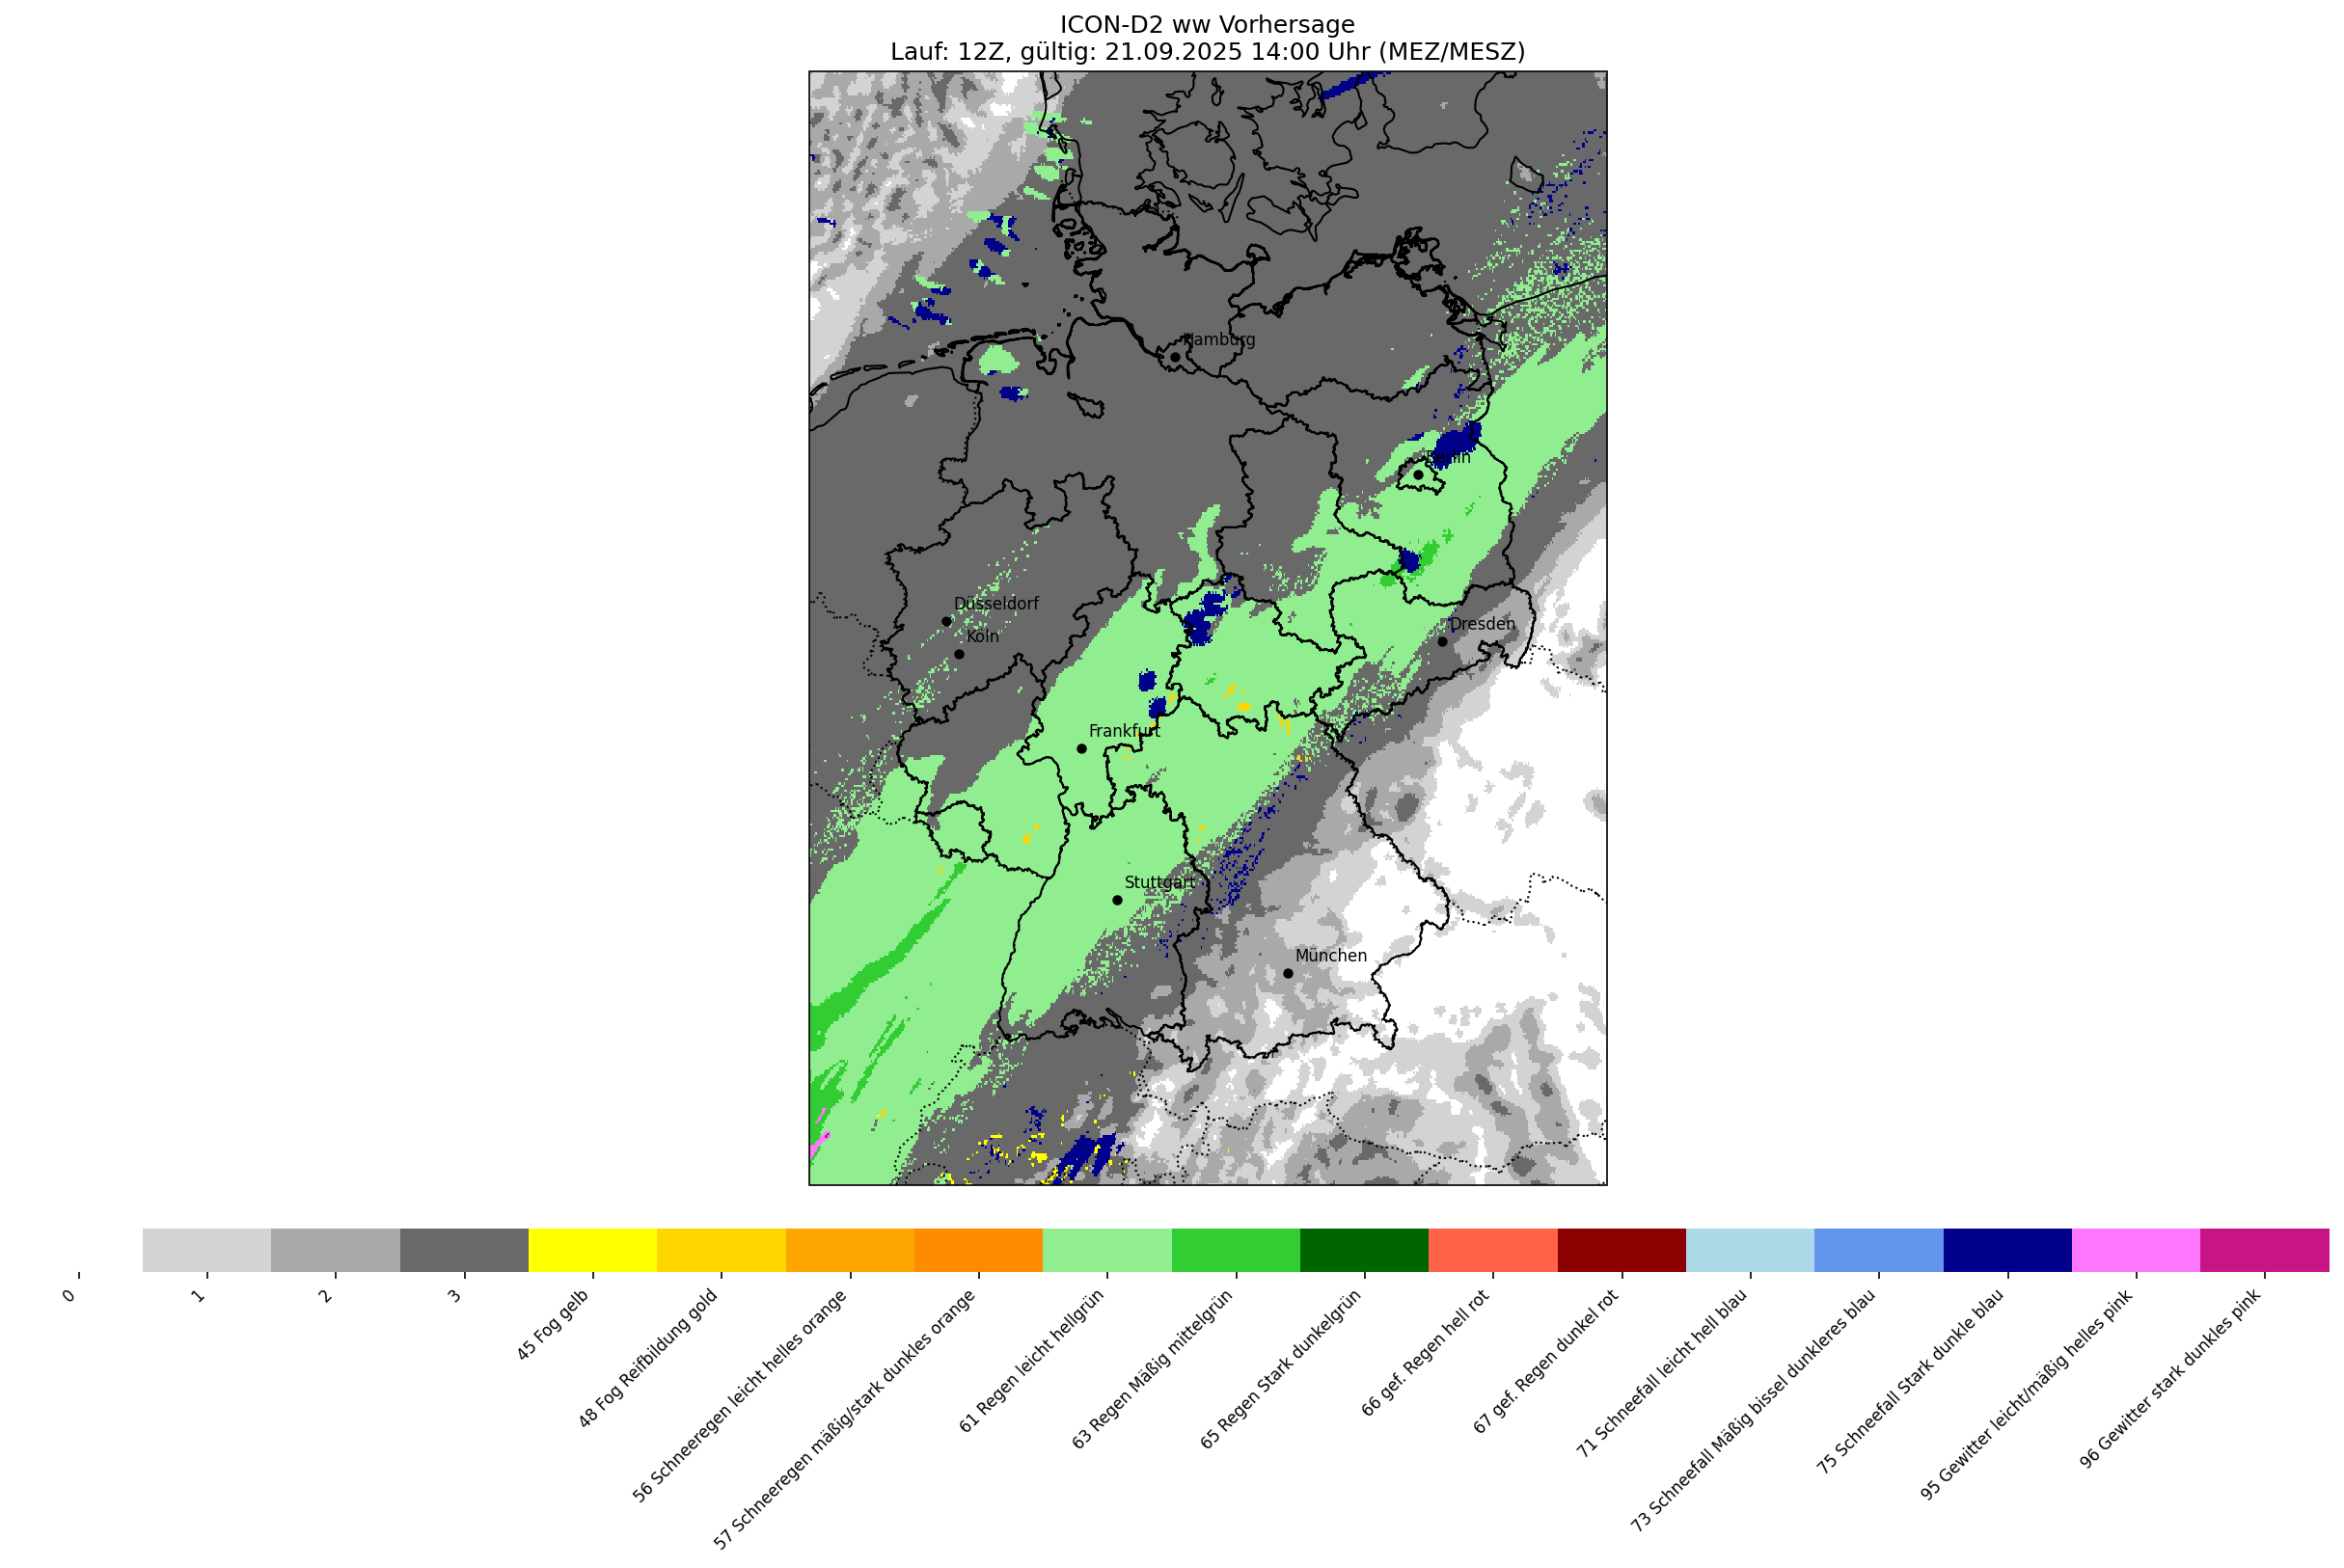 ICON-D2 ww Vorhersage
Lauf: 12Z, gültig: 21.09.2025 14:00 Uhr (MEZ/MESZ)
Hamburg
Berlin
Düsseldorf
Köln
Dresden
Frankfurt
Stuttgart
München
0
1
2
3
45 Fog gelb
48 Fog Reifbildung gold
56 Schneeregen leicht helles orange
57 Schneeregen mäßig/stark dunkles orange
61 Regen leicht hellgrün
63 Regen Mäßig mittelgrün
65 Regen Stark dunkelgrün
66 gef. Regen hell rot
67 gef. Regen dunkel rot
71 Schneefall leicht hell blau
73 Schneefall Mäßig bissel dunkleres blau
75 Schneefall Stark dunkle blau
95 Gewitter leicht/mäßig helles pink
96 Gewitter stark dunkles pink